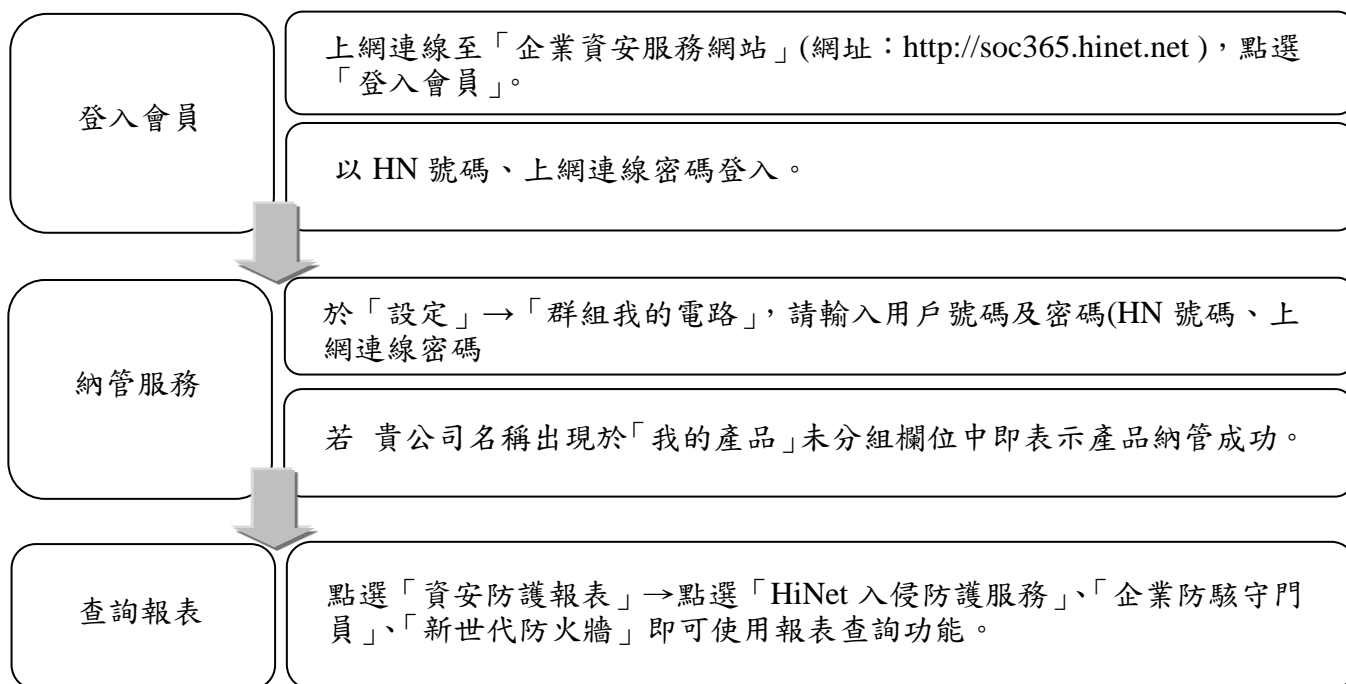 登入會員
上網連線至「企業資安服務網站」(網址：http://soc365.hinet.net )，點選
「登入會員」。
以 HN 號碼、上網連線密碼登入。
納管服務
於「設定」→「群組我的電路」，請輸入用戶號碼及密碼(HN 號碼、上
網連線密碼
若 貴公司名稱出現於「我的產品」未分組欄位中即表示產品納管成功。
查詢報表
點選「資安防護報表」→點選「HiNet 入侵防護服務」、「企業防駭守門
員」、「新世代防火牆」即可使用報表查詢功能。